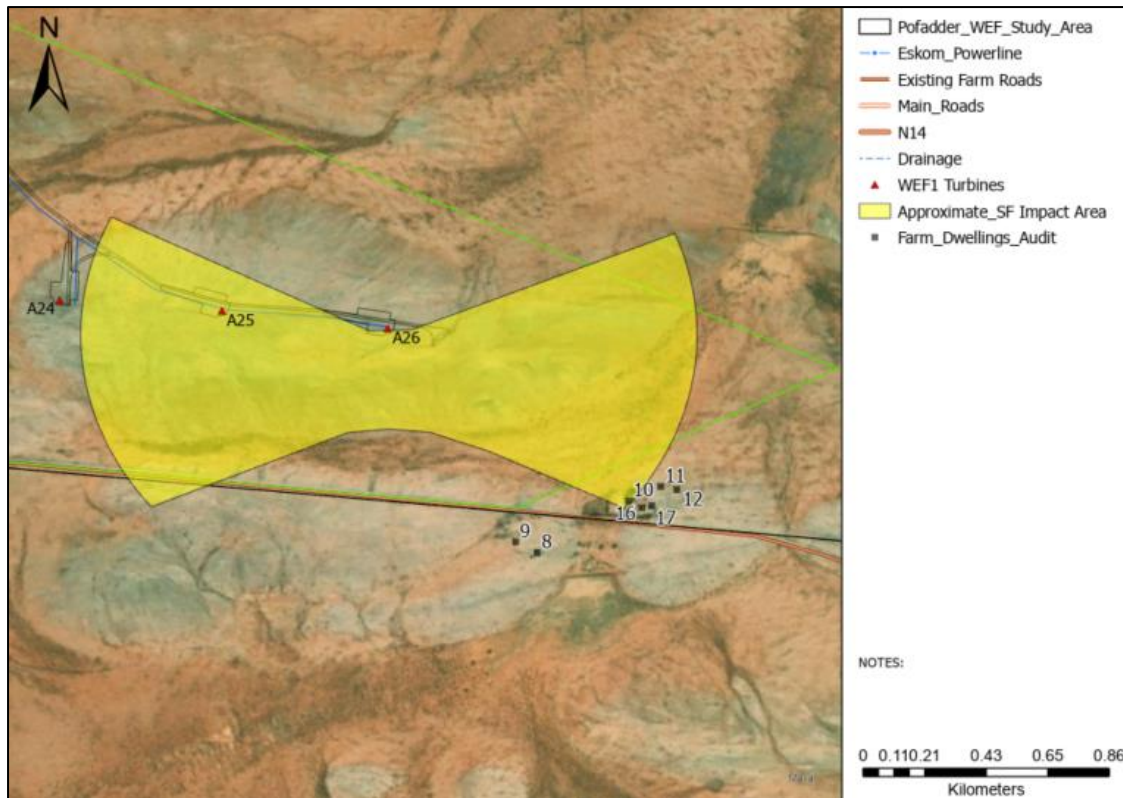 N
A24
A25
A26
11
10
12
16
17
9
8
Pofadder_WEF_Study_Area
Eskom_Powerline
Existing Farm Roads
Main_Roads
N14
Drainage
WEF1 Turbines
Approximate_SF Impact Area
Farm_Dwellings_Audit
NOTES:
0 0.110.21 0.43 0.65 0.86
Kilometers